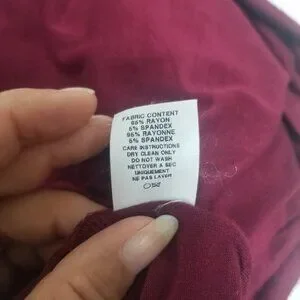 FABRIC CONTENT
95% RAYON
5% SPANDEX
95% RAYONNE
5% SPANDEX
CARE INSTRUCTIONS
DRY CLEAN ONLY
DO NOT WASH
NETTOYER A SEC
UNIQUEMENT
NE PAS LAVER